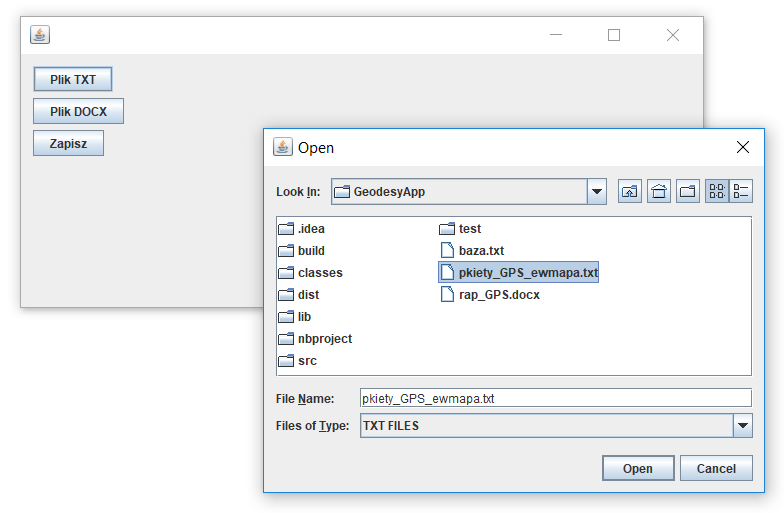 Plik TXT
Plik DOCX
Zapisz
Open
Look In: GeodesyApp
.idea
build
classes
dist
lib
nbproject
src
test
baza.txt
pkiety_GPS_ewmapa.txt
rap_GPS.docx
File Name: pkiety_GPS_ewmapa.txt
Files of Type: TXT FILES
Open Cancel